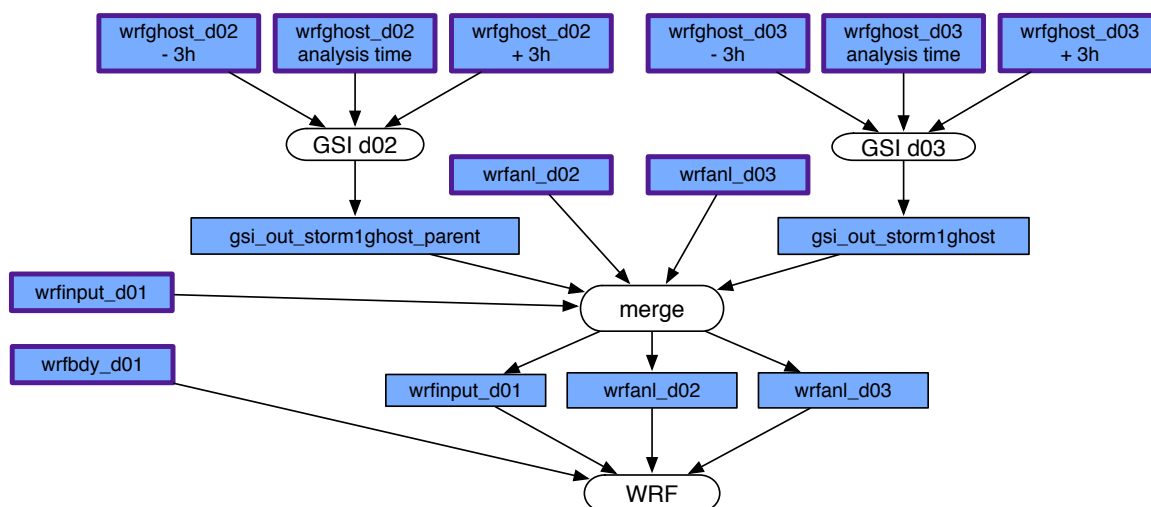 wrfghost_d02
- 3h
wrfghost_d02
analysis time
wrfghost_d02
+ 3h
wrfghost_d03
- 3h
wrfghost_d03
analysis time
wrfghost_d03
+ 3h
GSI d02
GSI d03
wrfanl_d02
wrfanl_d03
gsi_out_storm1ghost_parent
gsi_out_storm1ghost
wrfinput_d01
merge
wrfbdy_d01
wrfinput_d01
wrfanl_d02
wrfanl_d03
WRF